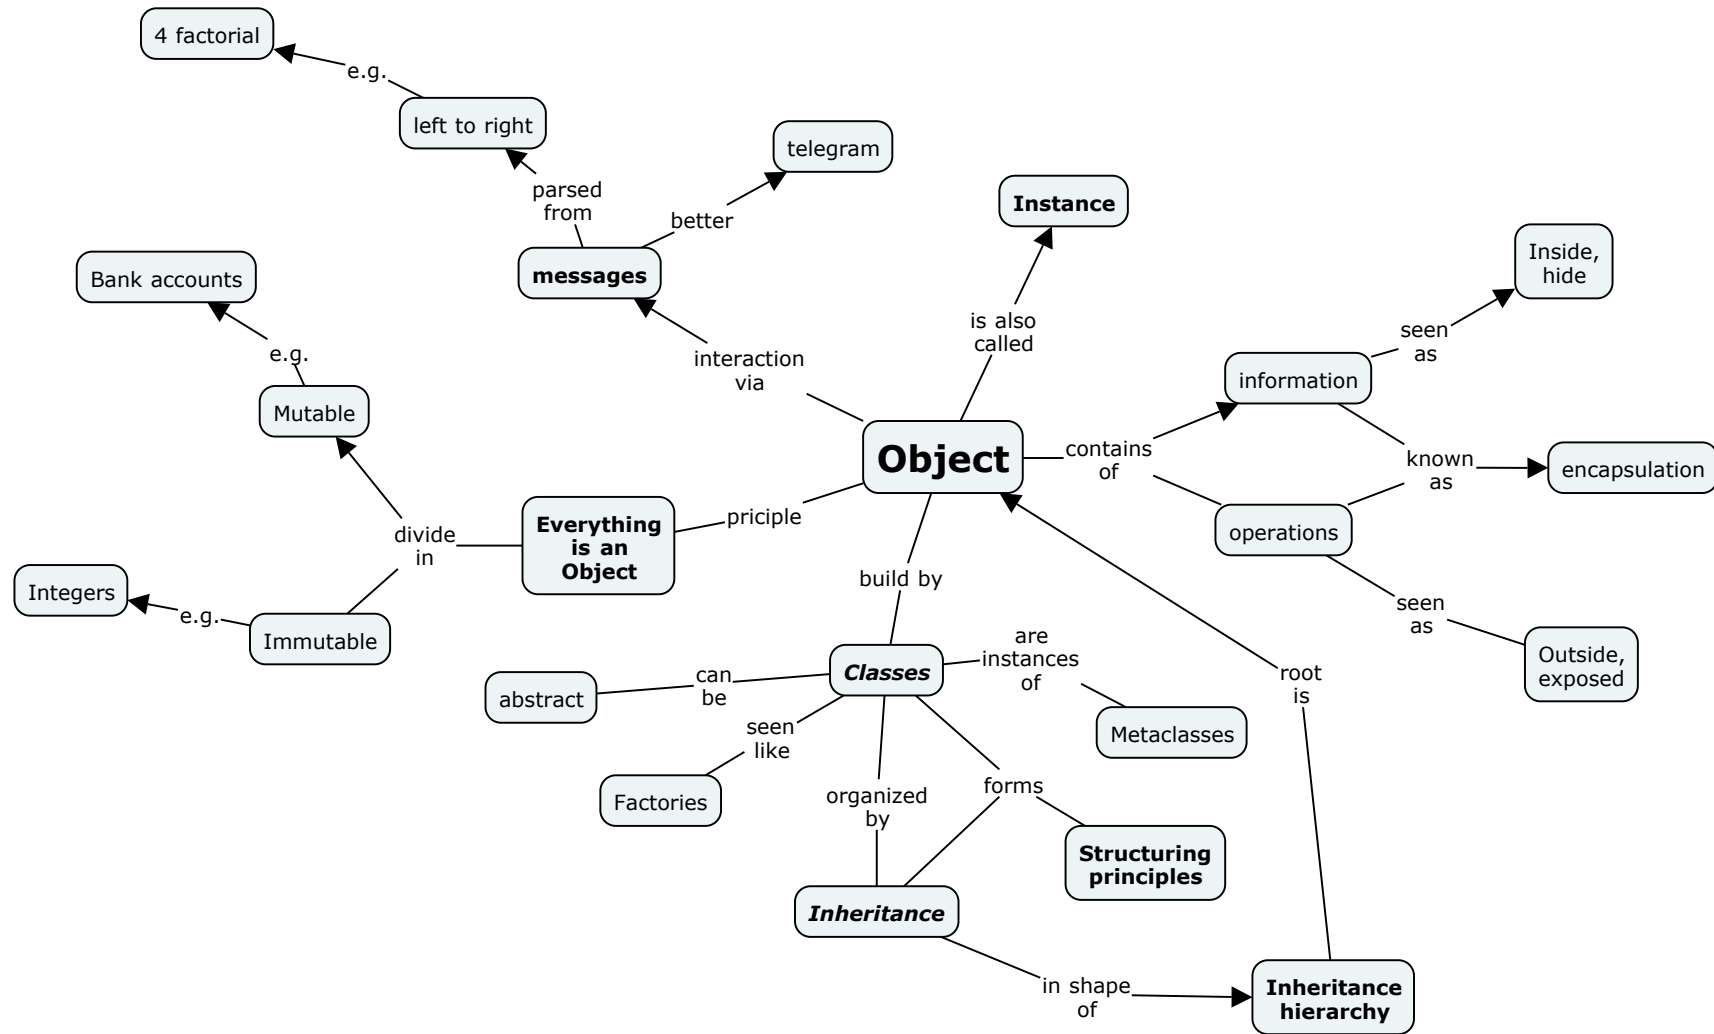 4 factorial
e.g.
left to right
telegram
parsed
from
better
Instance
messages
Bank accounts
Inside,
hide
is also
called
seen
as
interaction
via
e.g.
information
Mutable
Object
contains
of
known
as
encapsulation
Everything
is an
Object
priciple
divide
in
operations
build by
Integers
e.g.
Immutable
seen
as
are
instances
of
Classes
can
be
abstract
Outside,
exposed
root
is
seen
like
Metaclasses
Factories
organized
by
forms
Structuring
principles
Inheritance
in shape
of
Inheritance
hierarchy